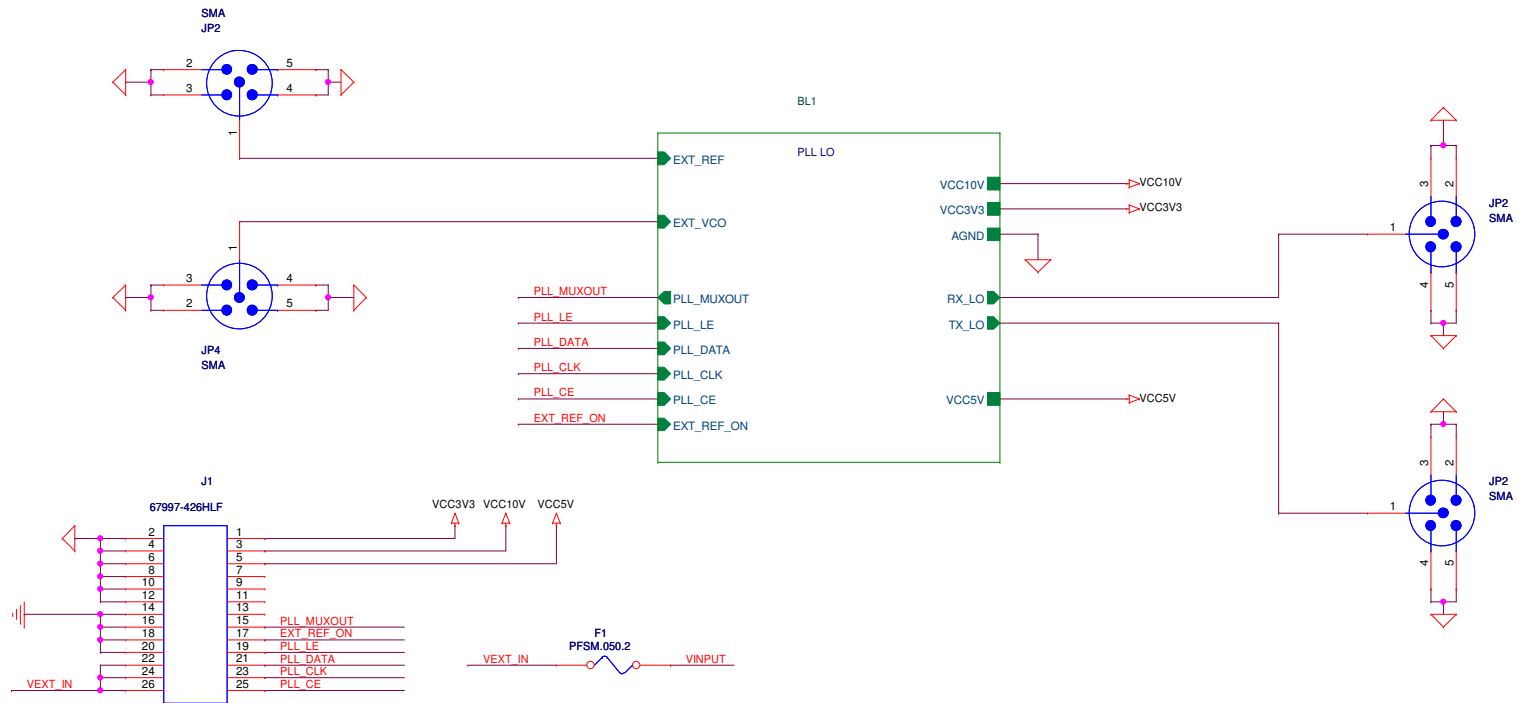 SMA
JP2
2
5
3
4
1
BL1
PLL LO
EXT_REF
EXT_VCO
PLL_MUXOUT
PLL_LE
PLL_DATA
PLL_CLK
PLL_CE
EXT_REF_ON
VCC10V
VCC3V3
AGND
RX_LO
TX_LO
VCC5V
VCC10V
VCC3V3
VCC5V
1
3
4
2
5
JP4
SMA
PLL_MUXOUT
PLL_LE
PLL_DATA
PLL_CLK
PLL_CE
EXT_REF_ON
3
2
1
4
5
JP2
SMA
3
2
1
4
5
JP2
SMA
J1
67997-426HLF
VCC3V3 VCC10V VCC5V
2 1
4 3
6 5
8 7
10 9
12 11
14 13
16 15 PLL_MUXOUT
18 17 EXT_REF_ON
20 19 PLL_LE
22 21 PLL_DATA
24 23 PLL_CLK
VEXT_IN 26 25 PLL_CE
F1
PFSM.050.2
VEXT_IN VINPUT